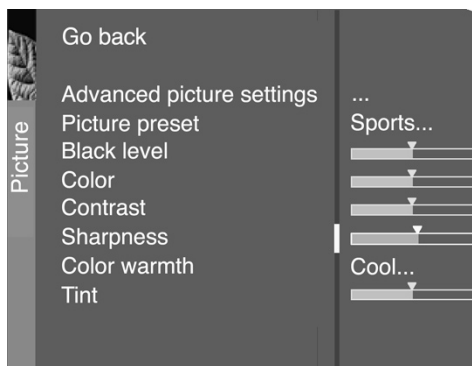 Go back
Advanced picture settings ...
Picture preset Sports...
Black level
Color
Contrast
Sharpness
Color warmth Cool...
Tint
Picture